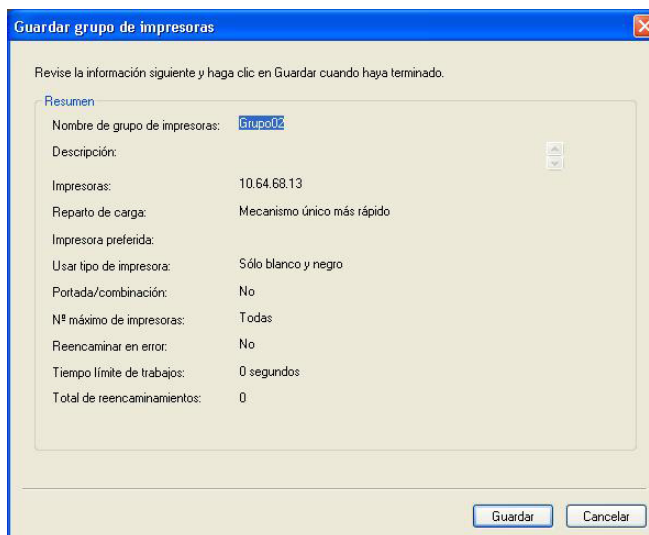 Guardar grupo de impresoras
Revise la información siguiente y haga clic en Guardar cuando haya terminado.
Resumen
Nombre de grupo de impresoras: Grupo02
Descripción:
Impresoras: 10.64.68.13
Reparto de carga: Mecanismo único más rápido
Impresora preferida:
Usar tipo de impresora: Sólo blanco y negro
Portada/combinación: No
Nº máximo de impresoras: Todas
Reencaminar en error: No
Tiempo límite de trabajos: 0 segundos
Total de reencaminamientos: 0
Guardar Cancelar